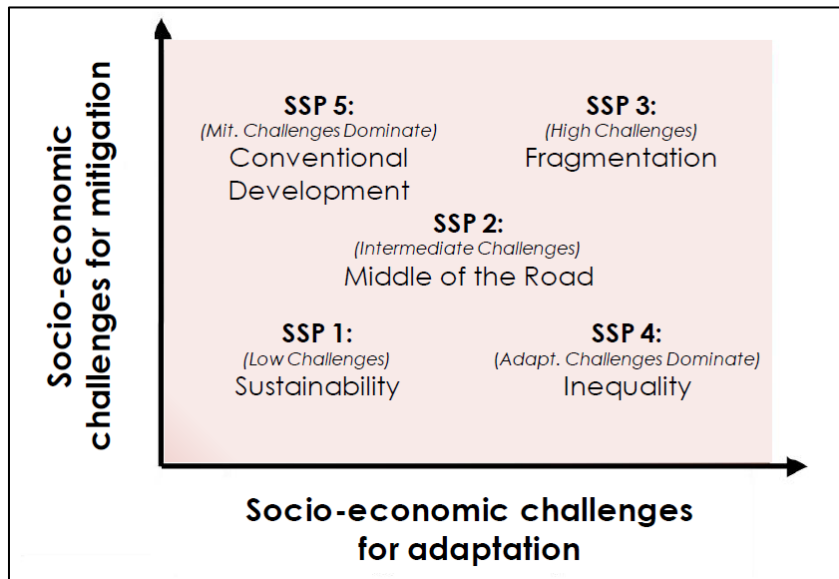 Socio-economic
challenges for mitigation
SSP 5:
(Mit. Challenges Dominate)
Conventional
Development
SSP 3:
(High Challenges)
Fragmentation
SSP 2:
(Intermediate Challenges)
Middle of the Road
SSP 1:
(Low Challenges)
Sustainability
SSP 4:
(Adapt. Challenges Dominate)
Inequality
Socio-economic challenges
for adaptation